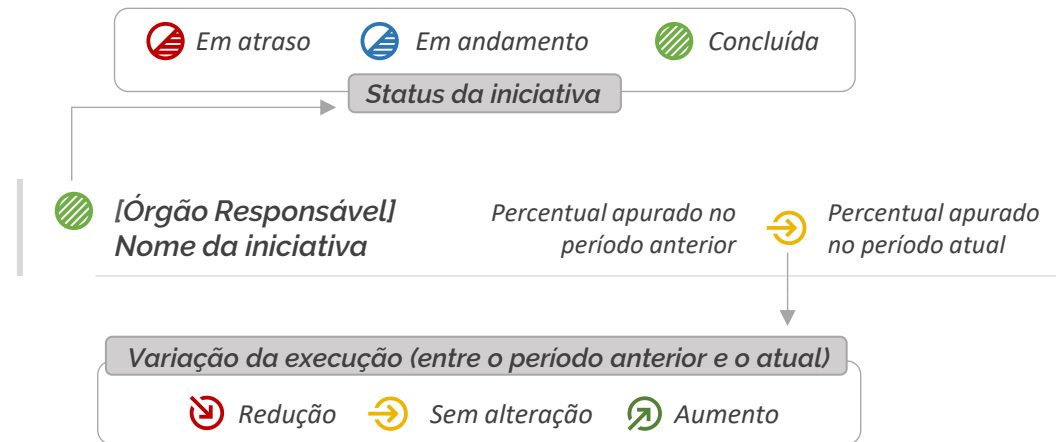 Em atraso
Em andamento
Concluída
Status da iniciativa
[Órgão Responsável]
Nome da iniciativa
Percentual apurado no
período anterior
Percentual apurado
no período atual
Variação da execução (entre o período anterior e o atual)
Redução
Sem alteração
Aumento